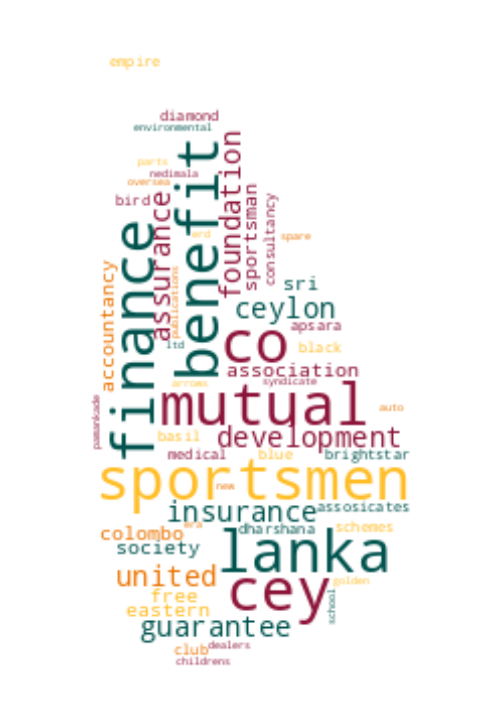 empire
diamond
environmental
parts
nedimala
oversea
bird
benefit
foundation
assurance
sportsman
consultancy
finance
erd
spare
accountancy
publications
sri
ceylon
apsara
ltd
co
black
association
arrows
syndicate
mutual
auto
pamankade
basil
development
medical
blue
brightstar
sportsmen
new
insurance
assosicates
era
dharshana
schemes
colombo
society
lanka
united
cey
golden
free
school
eastern
guarantee
club
dealers
childrens